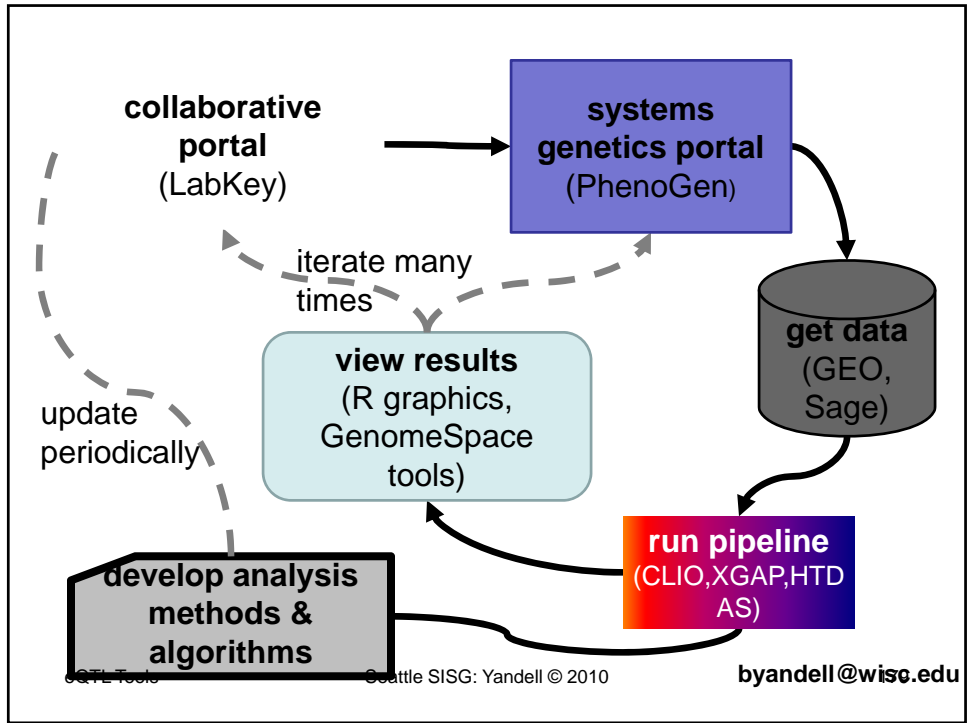 collaborative
portal
(LabKey)
systems
genetics portal
(PhenoGen)
iterate many
times
get data
(GEO,
Sage)
view results
(R graphics,
GenomeSpace
tools)
update
periodically
run pipeline
(CLIO,XGAP,HTD
AS)
develop analysis
methods &
algorithms
eQTL Tools
Seattle SISG: Yandell © 2010
byandell@wisc.edu